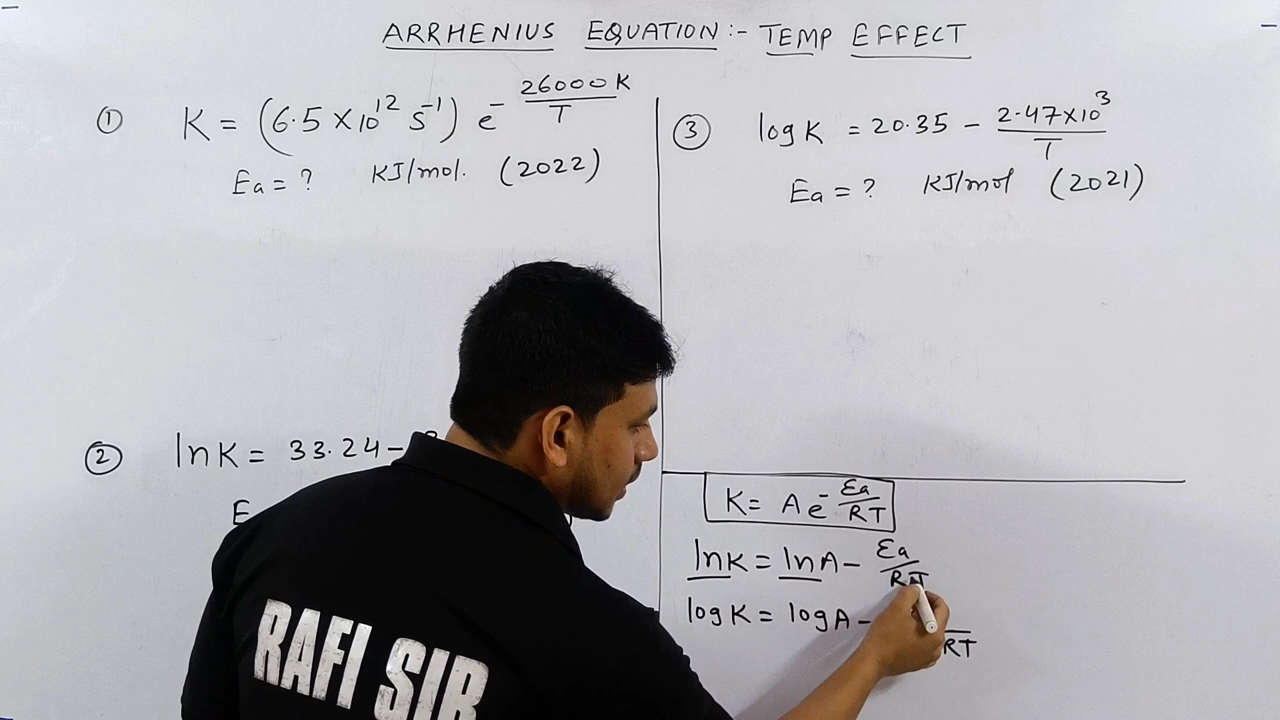 ARRHENIUS EQUATION :- TEMP EFFECT
① K = (6.5 × 10¹² s⁻¹) e^- 26000 K / T
Ea = ? KJ/mol. (2022)
② lnK = 33.24 -
E
③ log K = 20.35 - 2.47×10³ / T
Ea = ? KJ/mol (2021)
K = A e^- Ea / RT
lnK = lnA - Ea / RT
log K = log A -
RT
RAFI SIR